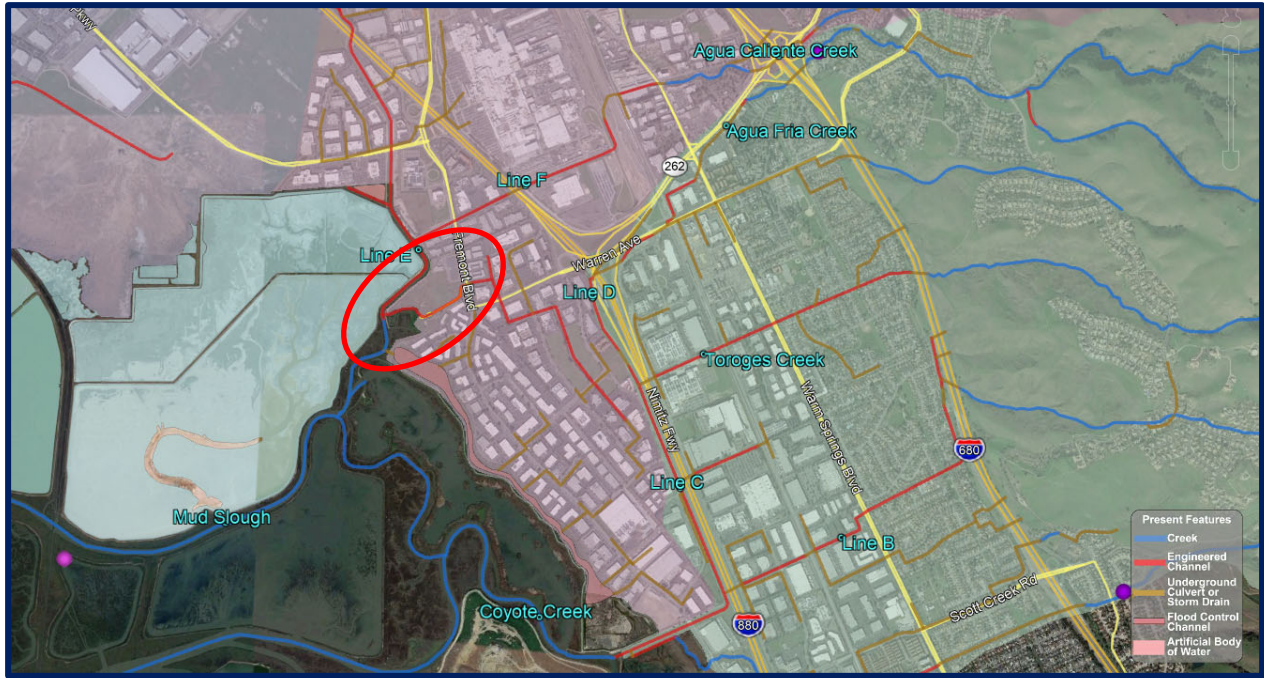 Pkwy
Agua Caliente Creek
Agua Fria Creek
262
Line F
Line E
Fremont Blvd
Warren Ave
Line D
Toroges Creek
Nimitz Fwy
Warm Springs Blvd
680
Line C
Mud Slough
Line B
Coyote Creek
Scott Creek Rd
880
Present Features
Creek
Engineered
Channel
Underground
Culvert or
Storm Drain
Flood Control
Channel
Artificial Body
of Water